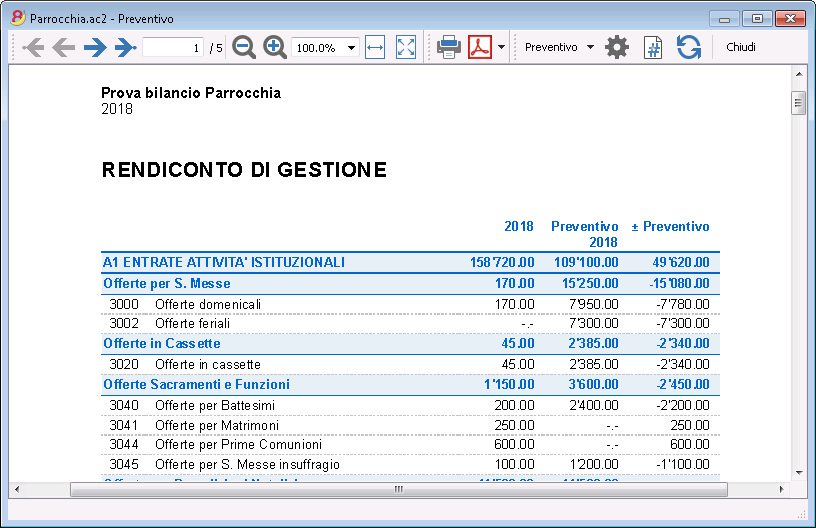 Parrocchia.ac2 - Preventivo
1 / 5 100.0% Preventivo # Chiudi
Prova bilancio Parrocchia
2018
RENDICONTO DI GESTIONE
2018 Preventivo ± Preventivo
2018
A1 ENTRATE ATTIVITA' ISTITUZIONALI 158'720.00 109'100.00 49'620.00
Offerte per S. Messe 170.00 15'250.00 -15'080.00
3000 Offerte domenicali 170.00 7'950.00 -7'780.00
3002 Offerte feriali -.- 7'300.00 -7'300.00
Offerte in Cassette 45.00 2'385.00 -2'340.00
3020 Offerte in cassette 45.00 2'385.00 -2'340.00
Offerte Sacramenti e Funzioni 1'150.00 3'600.00 -2'450.00
3040 Offerte per Battesimi 200.00 2'400.00 -2'200.00
3041 Offerte per Matrimoni 250.00 -.- 250.00
3044 Offerte per Prime Comunioni 600.00 -.- 600.00
3045 Offerte per S. Messe insuffragio 100.00 1'200.00 -1'100.00